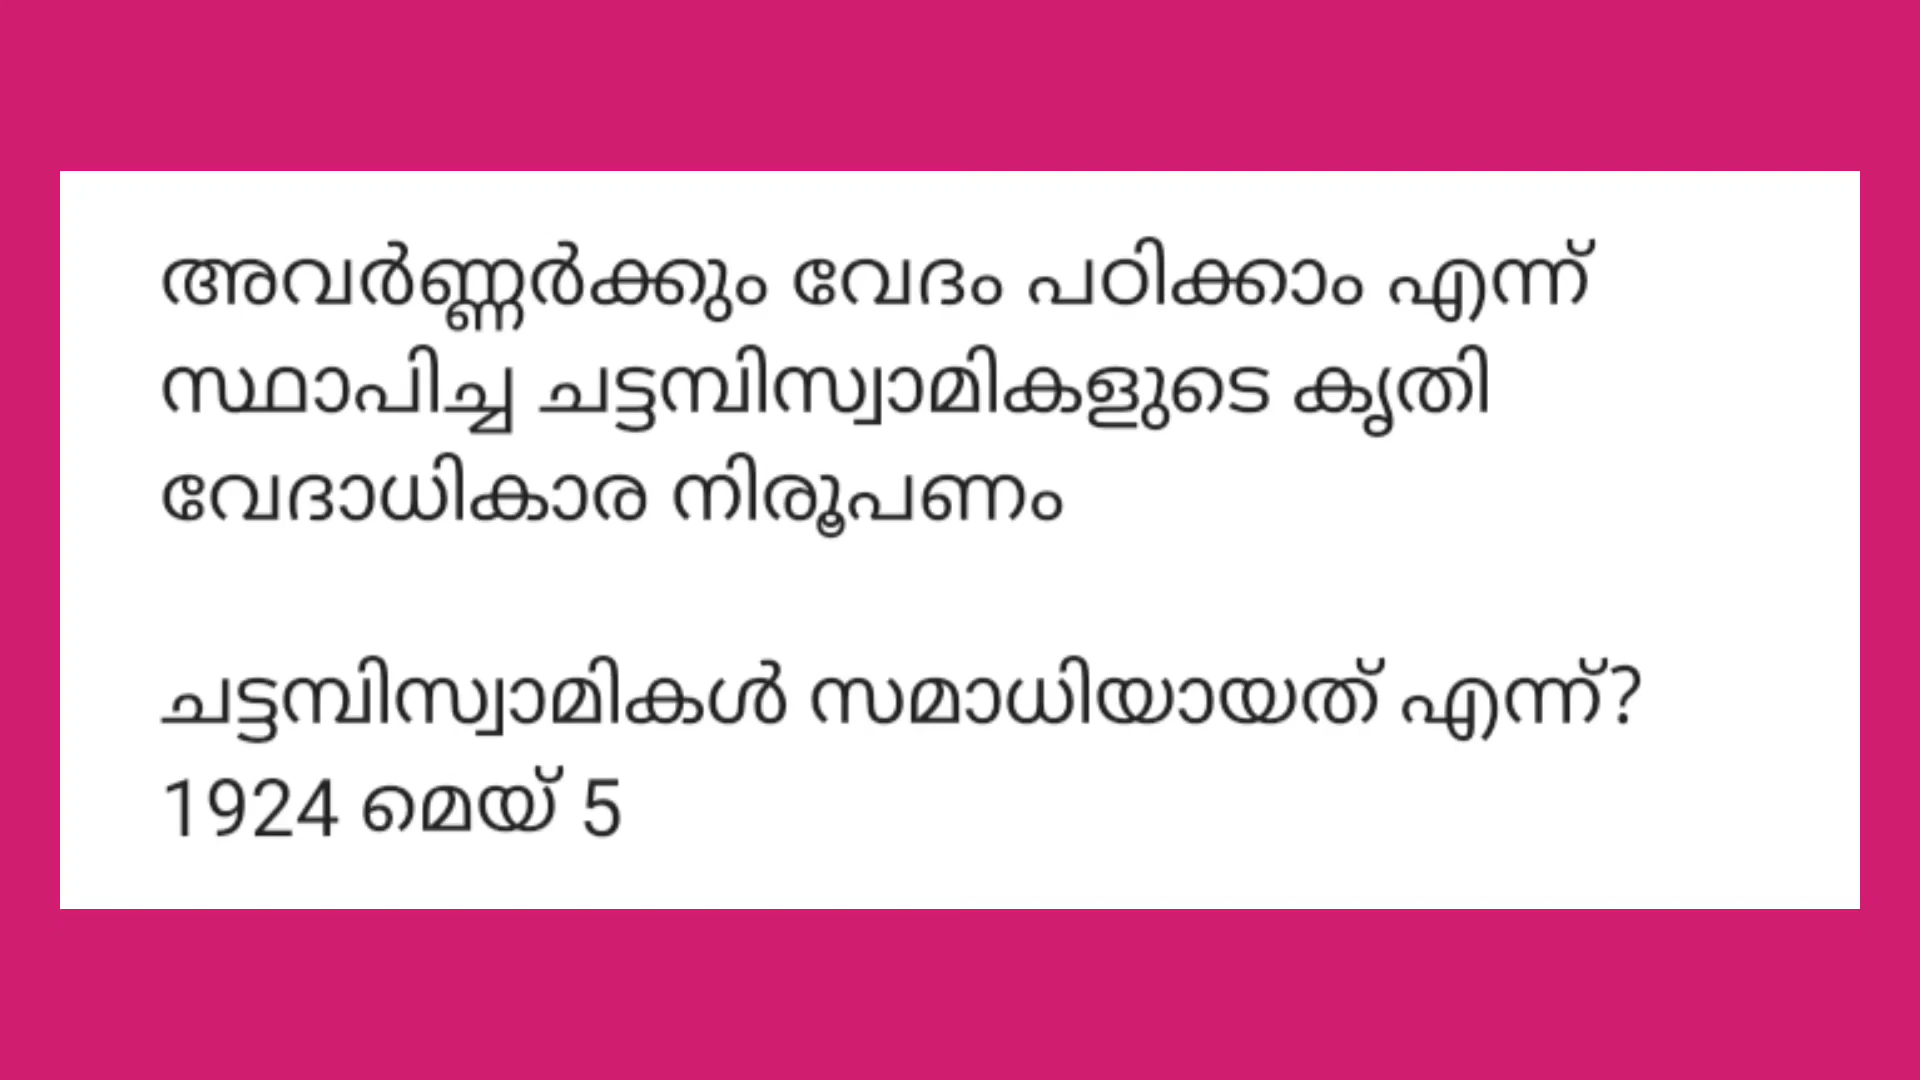 അവർണ്ണർക്കും വേദം പഠിക്കാം എന്ന്
സ്ഥാപിച്ച ചട്ടമ്പിസ്വാമികളുടെ കൃതി
വേദാധികാര നിരൂപണം
ചട്ടമ്പിസ്വാമികൾ സമാധിയായത് എന്ന്?
1924 മെയ് 5